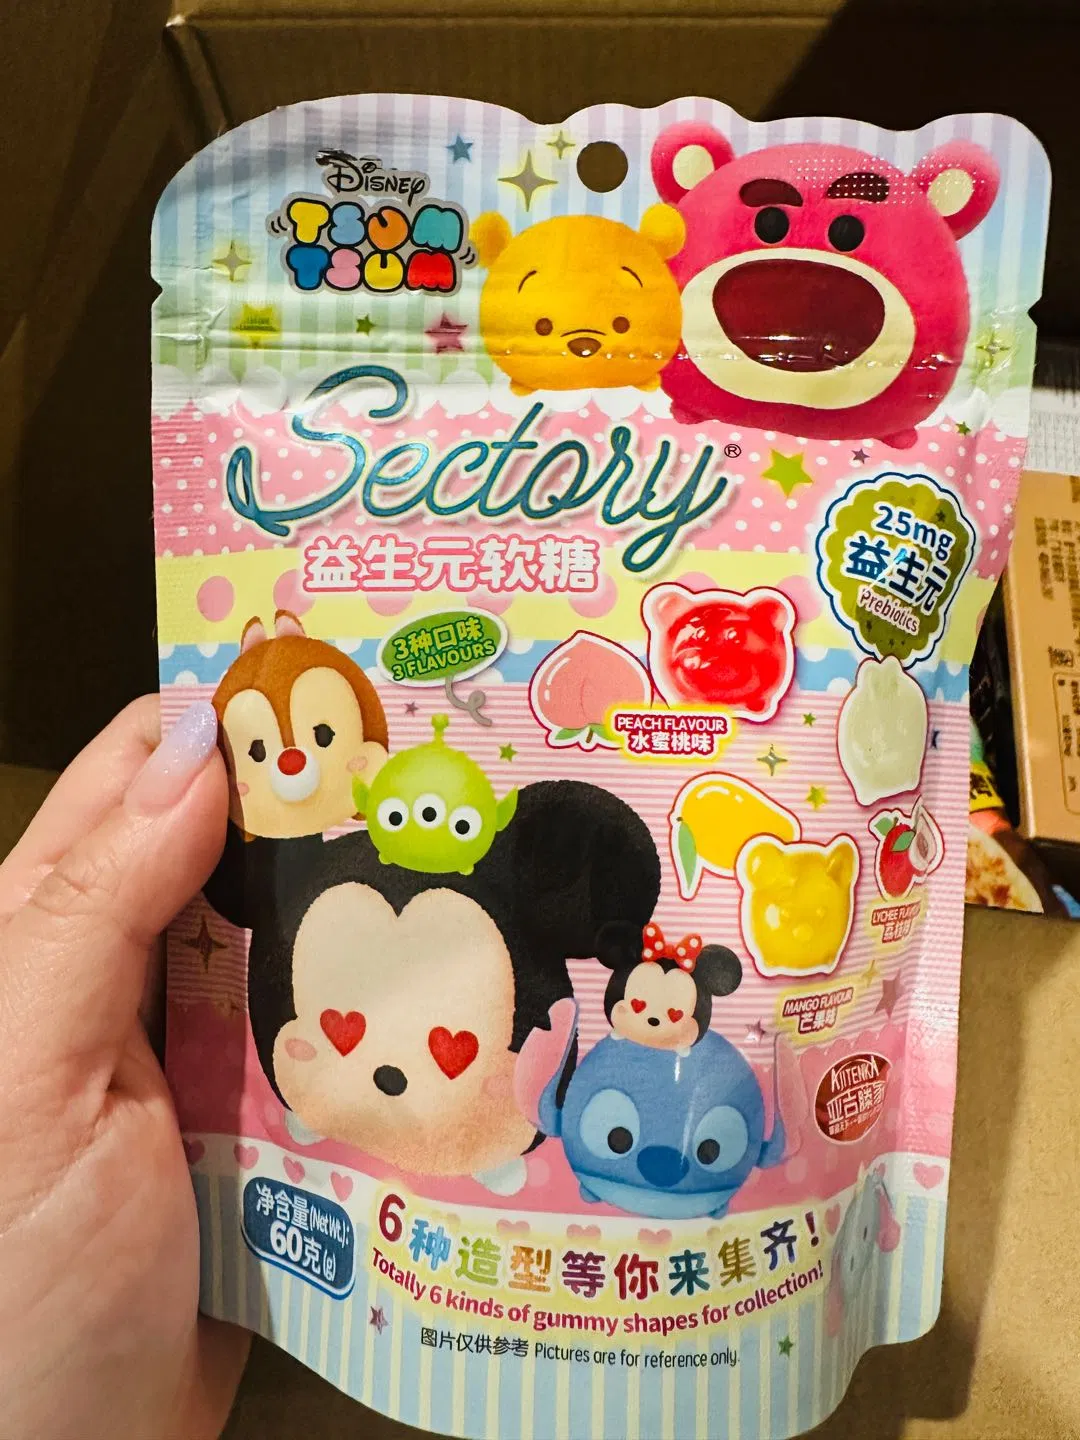 Disney
TSUM
TSUM
Sectory®
益生元软糖
25mg
益生元
Prebiotics
3种口味
3 FLAVOURS
PEACH FLAVOUR
水蜜桃味
LYCHEE FLAVOUR
荔枝味
MANGO FLAVOUR
芒果味
AJITENKA
亚吉滕家
净含量(Net Wt.):
60克(g)
6种造型等你来集齐!
Totally 6 kinds of gummy shapes for collection!
图片仅供参考 Pictures are for reference only.